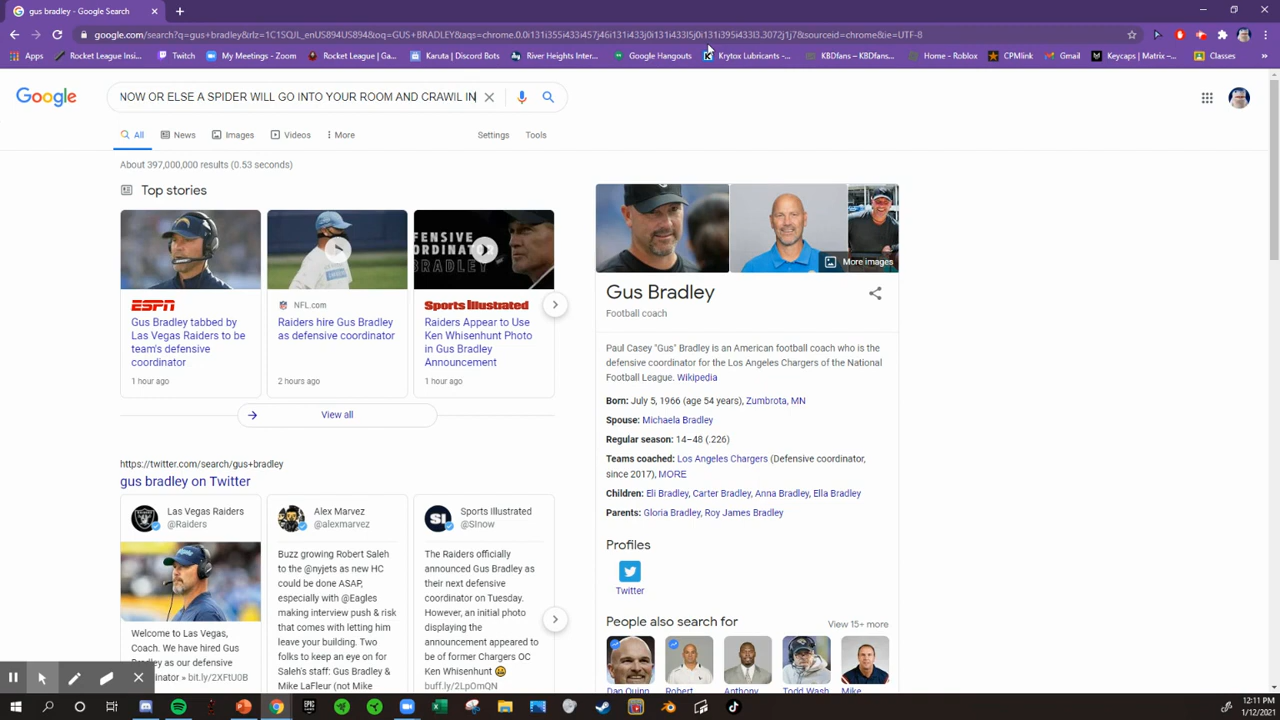 gus bradley - Google Search
google.com/search?q=gus+bradley&rlz=1C1SQJL_enUS894US894&oq=GUS+BRADLEY&aqs=chrome.0.0i131i355i433i457j46i131i433j0i131i433l5j0i131i395i433l3.3072j1j7&sourceid=chrome&ie=UTF-8
Apps Rocket League Insi... Twitch My Meetings - Zoom Rocket League | Ga... Karuta | Discord Bots River Heights Inter... Google Hangouts Krytox Lubricants -... KBDfans – KBDfans... Home - Roblox CPMlink Gmail Keycaps | Matrix –... Classes
Google
NOW OR ELSE A SPIDER WILL GO INTO YOUR ROOM AND CRAWIL IN
All News Images Videos More Settings Tools
About 397,000,000 results (0.53 seconds)
Top stories
FENSIVE
ORDINATOR
BRADLEY
ESPN
Gus Bradley tabbed by
Las Vegas Raiders to be
team's defensive
coordinator
1 hour ago
NFL.com
Raiders hire Gus Bradley
as defensive coordinator
2 hours ago
Sports Illustrated
Raiders Appear to Use
Ken Whisenhunt Photo
in Gus Bradley
Announcement
1 hour ago
View all
https://twitter.com/search/gus+bradley
gus bradley on Twitter
Las Vegas Raiders
@Raiders
Welcome to Las Vegas,
Coach. We have hired Gus
Bradley as our defensive
ordinator ▪ bit.ly/2XFtU0B
Alex Marvez
@alexmarvez
Buzz growing Robert Saleh
to the @nyjets as new HC
could be done ASAP,
especially with @Eagles
making interview push & risk
that comes with letting him
leave your building. Two
folks to keep an eye on for
Saleh's staff: Gus Bradley &
Mike LaFleur (not Mike
Sports Illustrated
@SInow
The Raiders officially
announced Gus Bradley as
their next defensive
coordinator on Tuesday.
However, an initial photo
displaying the
announcement appeared to
be of former Chargers OC
Ken Whisenhunt 😬
buff.ly/2LpOmQN
More images
Gus Bradley
Football coach
Paul Casey "Gus" Bradley is an American football coach who is the
defensive coordinator for the Los Angeles Chargers of the National
Football League. Wikipedia
Born: July 5, 1966 (age 54 years), Zumbrota, MN
Spouse: Michaela Bradley
Regular season: 14–48 (.226)
Teams coached: Los Angeles Chargers (Defensive coordinator,
since 2017), MORE
Children: Eli Bradley, Carter Bradley, Anna Bradley, Ella Bradley
Parents: Gloria Bradley, Roy James Bradley
Profiles
Twitter
People also search for View 15+ more
Dan Quinn Robert Anthony Todd Wash Mike
12:11 PM
1/12/2021